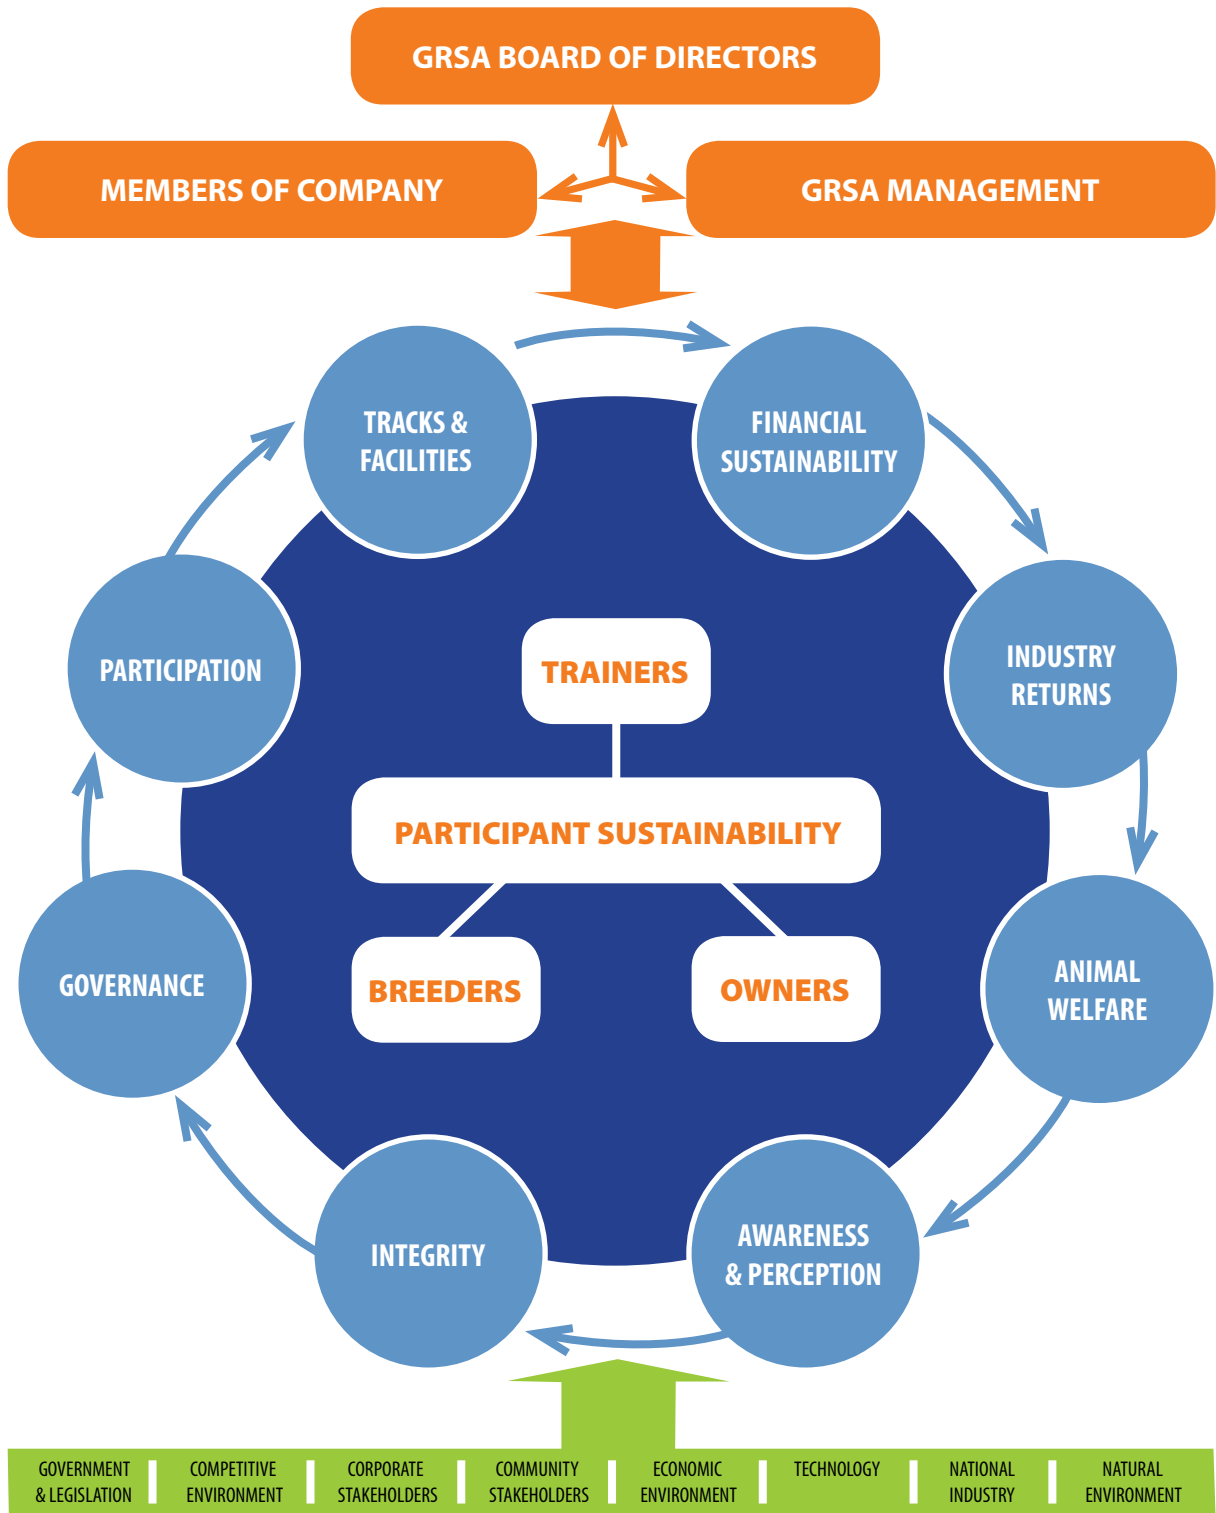 GRSA BOARD OF DIRECTORS
MEMBERS OF COMPANY
GRSA MANAGEMENT
TRACKS &
FACILITIES
FINANCIAL
SUSTAINABILITY
PARTICIPATION
INDUSTRY
RETURNS
TRAINERS
PARTICIPANT SUSTAINABILITY
BREEDERS
OWNERS
GOVERNANCE
ANIMAL
WELFARE
INTEGRITY
AWARENESS
& PERCEPTION
GOVERNMENT
& LEGISLATION
COMPETITIVE
ENVIRONMENT
CORPORATE
STAKEHOLDERS
COMMUNITY
STAKEHOLDERS
ECONOMIC
ENVIRONMENT
TECHNOLOGY
NATIONAL
INDUSTRY
NATURAL
ENVIRONMENT